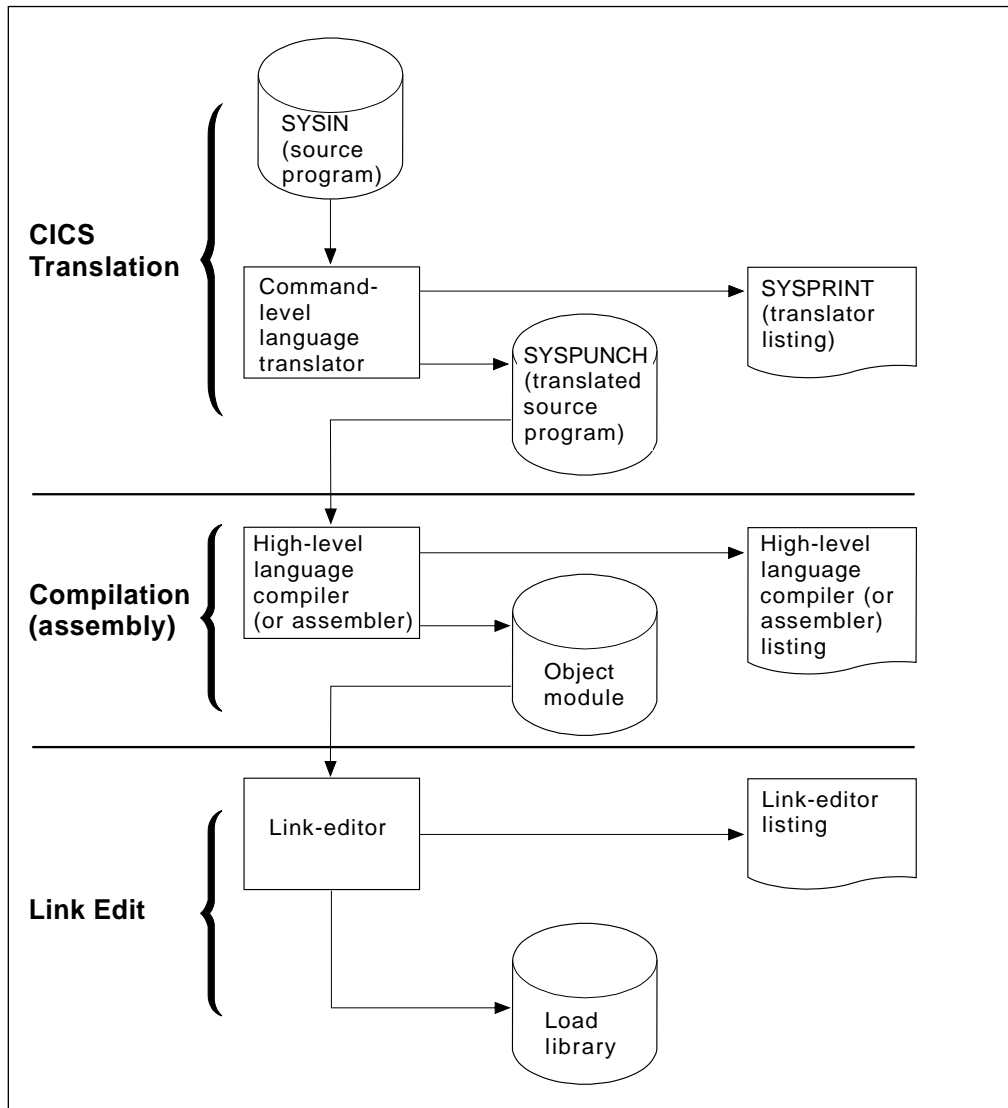 SYSIN
(source
program)
CICS
Translation
Command-
level
language
translator
SYSPRINT
(translator
listing)
SYSPUNCH
(translated
source
program)
Compilation
(assembly)
High-level
language
compiler
(or assembler)
High-level
language
compiler (or
assembler)
listing
Object
module
Link Edit
Link-editor
Link-editor
listing
Load
library